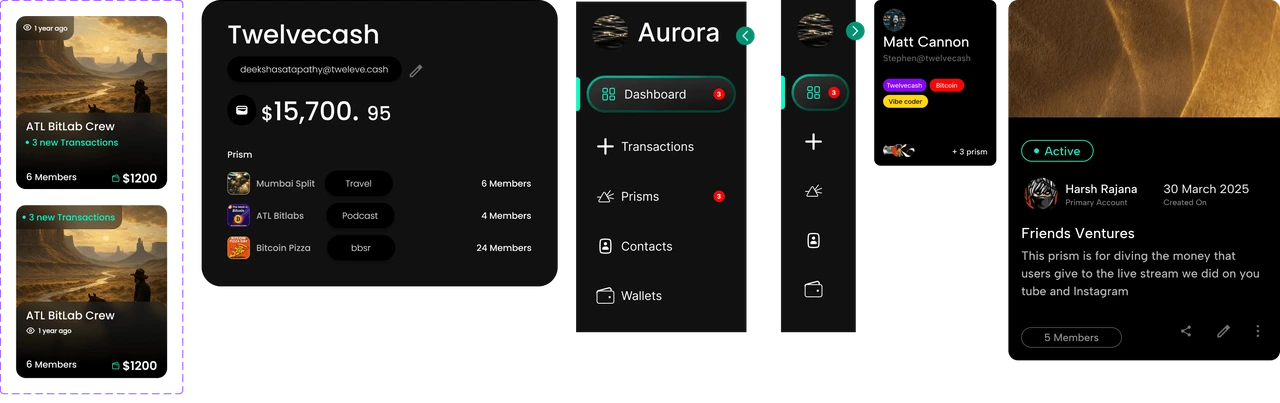 1 year ago
ATL BitLab Crew
• 3 new Transactions
6 Members
$1200
• 3 new Transactions
ATL BitLab Crew
1 year ago
6 Members
$1200
Twelvecash
deekshasatapathy@tweleve.cash
$15,700. 95
Prism
Mumbai Split Travel 6 Members
ATL Bitlabs Podcast 4 Members
Bitcoin Pizza bbsr 24 Members
Aurora
Dashboard 3
Transactions
Prisms 3
Contacts
Wallets
3
Matt Cannon
Stephen@twelvecash
Twelvecash Bitcoin
Vibe coder
+ 3 prism
• Active
Harsh Rajana 30 March 2025
Primary Account Created On
Friends Ventures
This prism is for diving the money that
users give to the live stream we did on you
tube and Instagram
5 Members